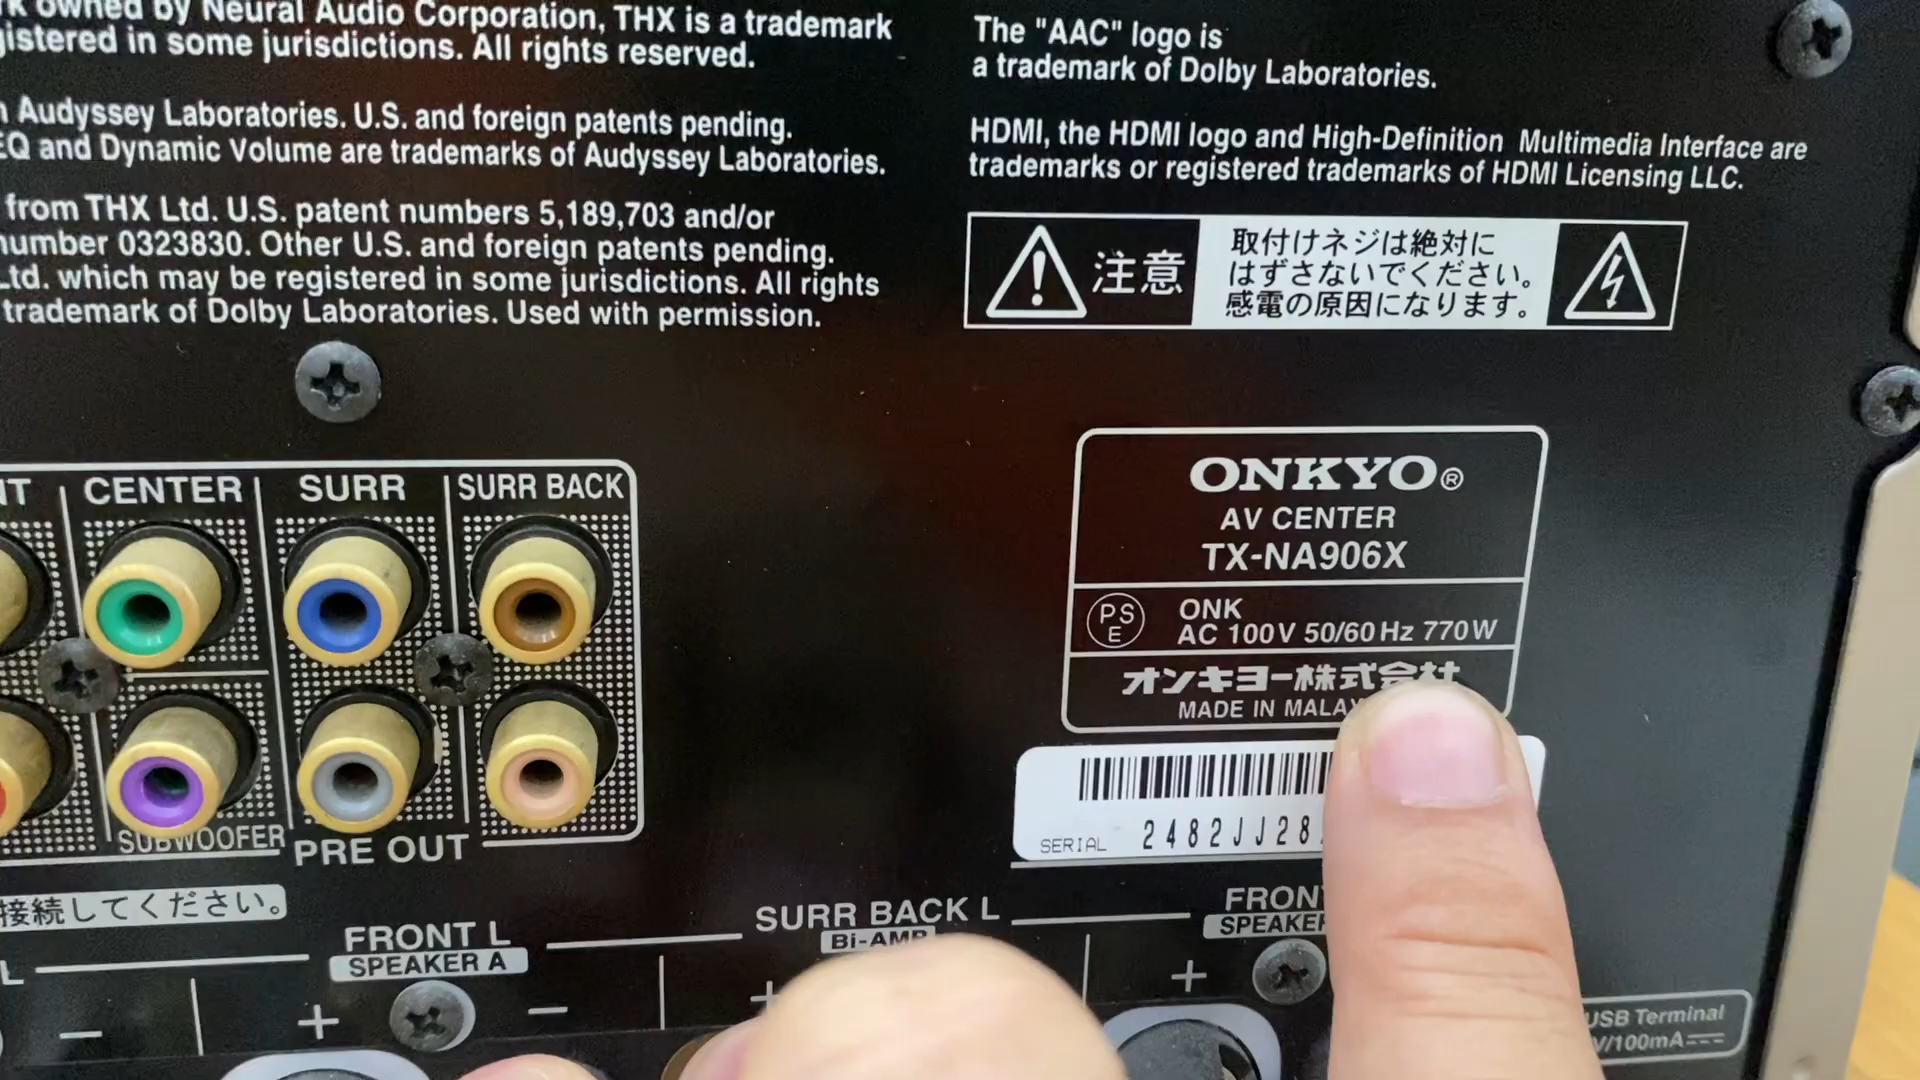 owned by Neural Audio Corporation, THX is a trademark
in some jurisdictions. All rights reserved.
Audyssey Laboratories. U.S. and foreign patents pending.
EQ and Dynamic Volume are trademarks of Audyssey Laboratories.
from THX Ltd. U.S. patent numbers 5,189,703 and/or
number 0323830. Other U.S. and foreign patents pending.
Ltd. which may be registered in some jurisdictions. All rights
trademark of Dolby Laboratories. Used with permission.
The "AAC" logo is
a trademark of Dolby Laboratories.
HDMI, the HDMI logo and High-Definition Multimedia Interface are
trademarks or registered trademarks of HDMI Licensing LLC.
注意
取付けネジは絶対に
はずさないでください。
感電の原因になります。
ONKYO®
AV CENTER
TX-NA906X
PS
E
ONK
AC 100V 50/60Hz 770W
オンキヨー株式会社
MADE IN
SERIAL 2482JJ28
CENTER
SURR
SURR BACK
SUBWOOFER
PRE OUT
接続してください。
FRONT L
SPEAKER A
SURR BACK L
Bi-AMP
+
−
+
−
+
USB Terminal
/100mA